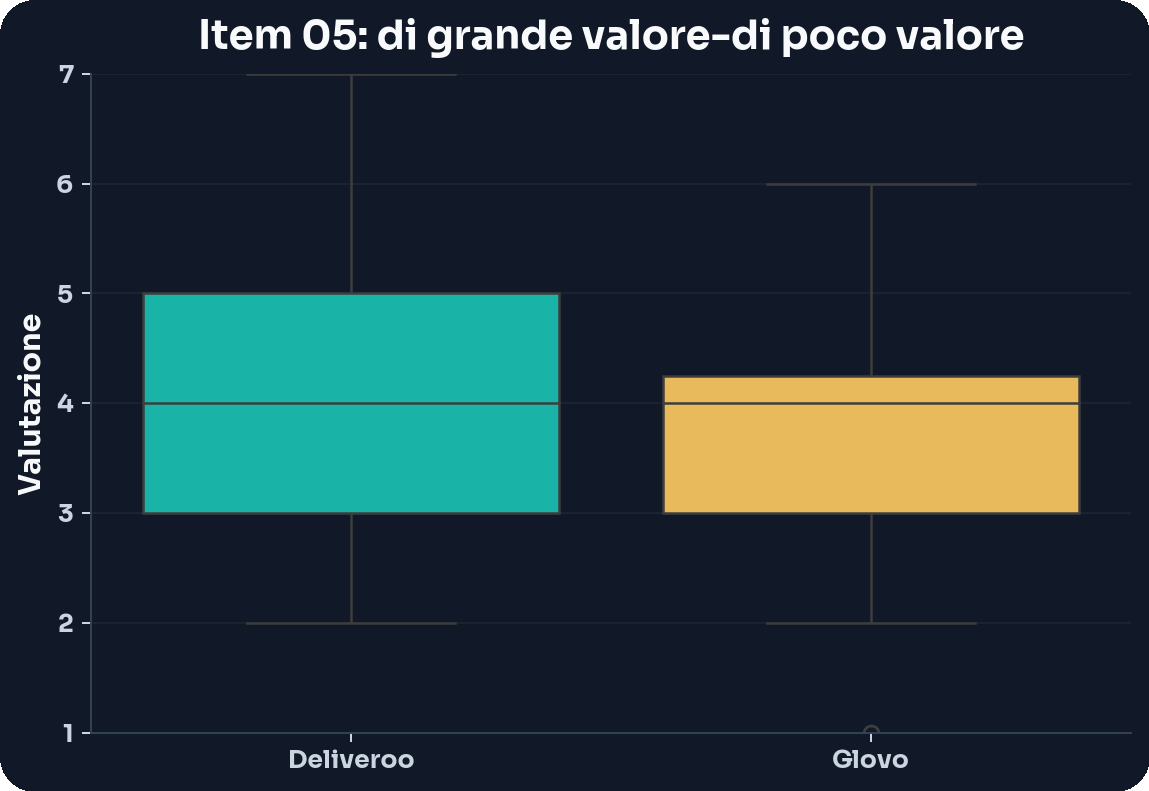 Item 05: di grande valore-di poco valore
Valutazione
7
6
5
4
3
2
1
Deliveroo
Glovo